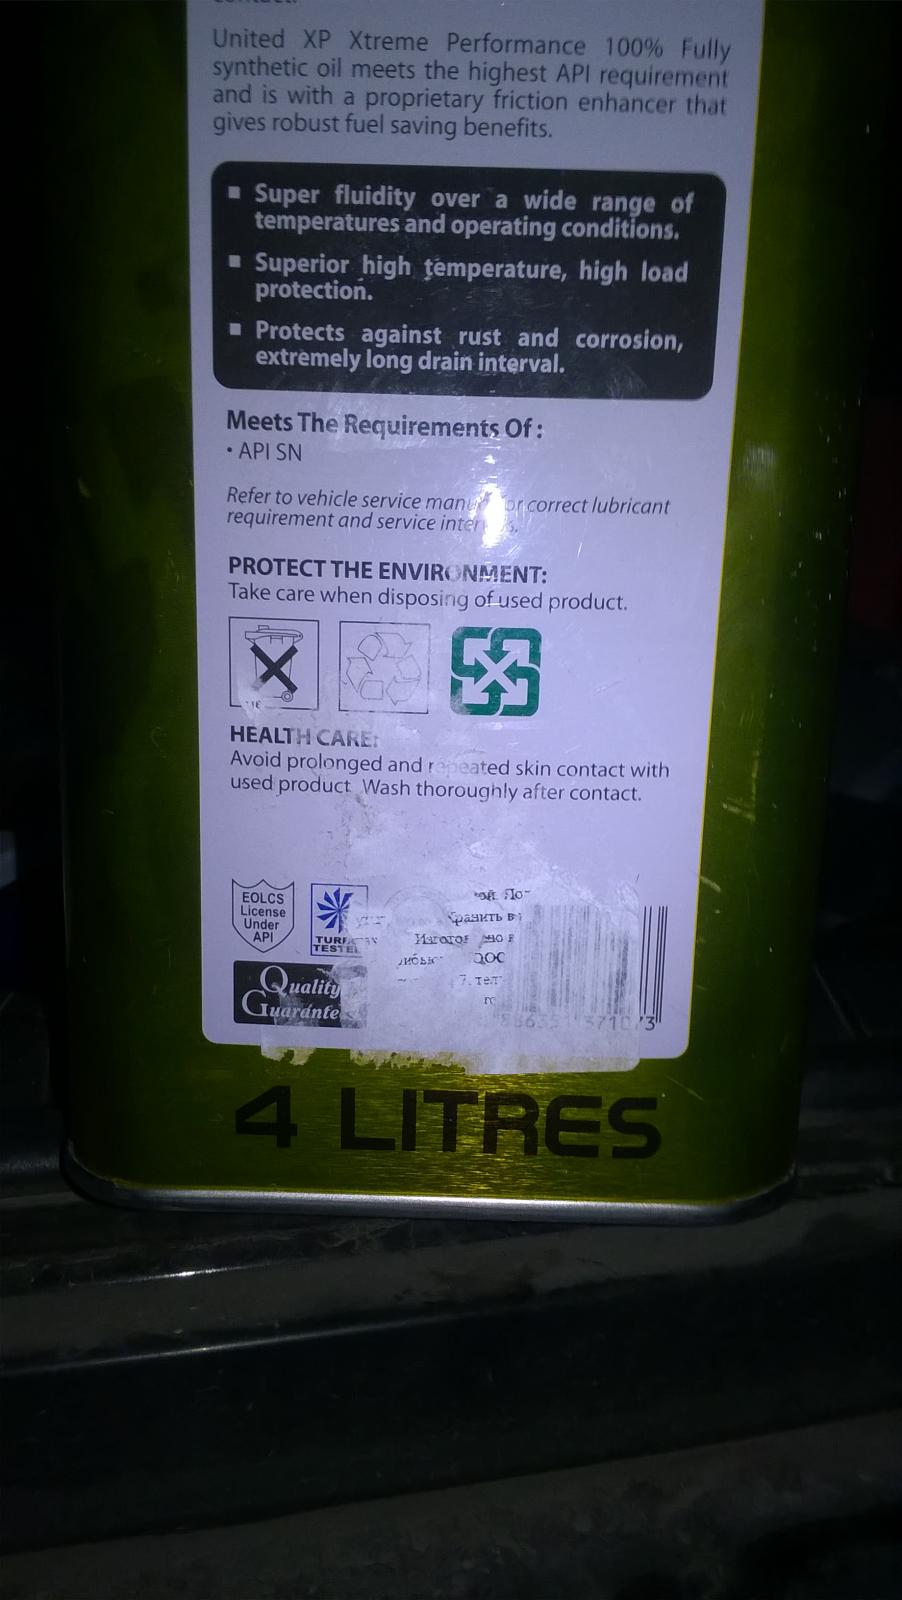 contact.
United XP Xtreme Performance 100% Fully
synthetic oil meets the highest API requirement
and is with a proprietary friction enhancer that
gives robust fuel saving benefits.
▪ Super fluidity over a wide range of
temperatures and operating conditions.
▪ Superior high temperature, high load
protection.
▪ Protects against rust and corrosion,
extremely long drain interval.
Meets The Requirements Of :
• API SN
Refer to vehicle service correct lubricant
requirement and service
PROTECT THE ENVIRONMENT:
Take care when disposing of used product.
HEALTH CARE:
Avoid prolonged and repeated skin contact with
used product Wash thoroughly after contact.
EOLCS
License
Under
API
TESTED
Хранить в
Quality
Guarantee
4 LITRES